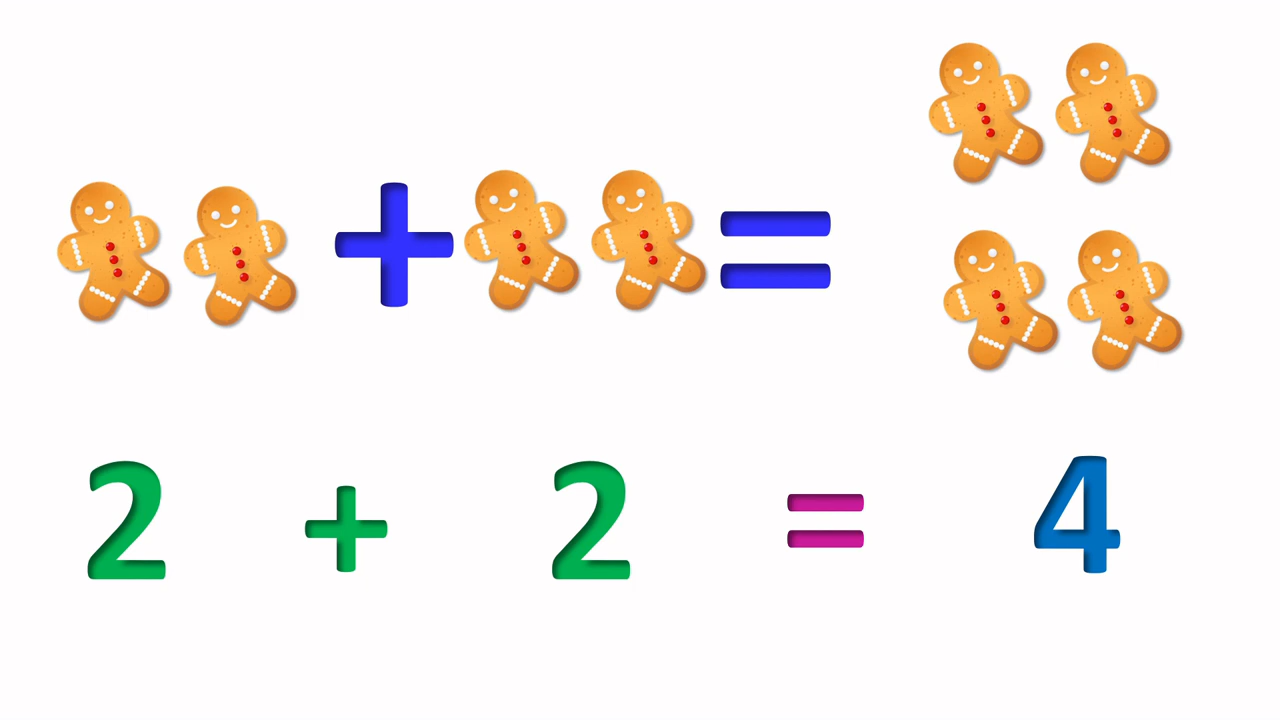 + =
2 + 2 = 4